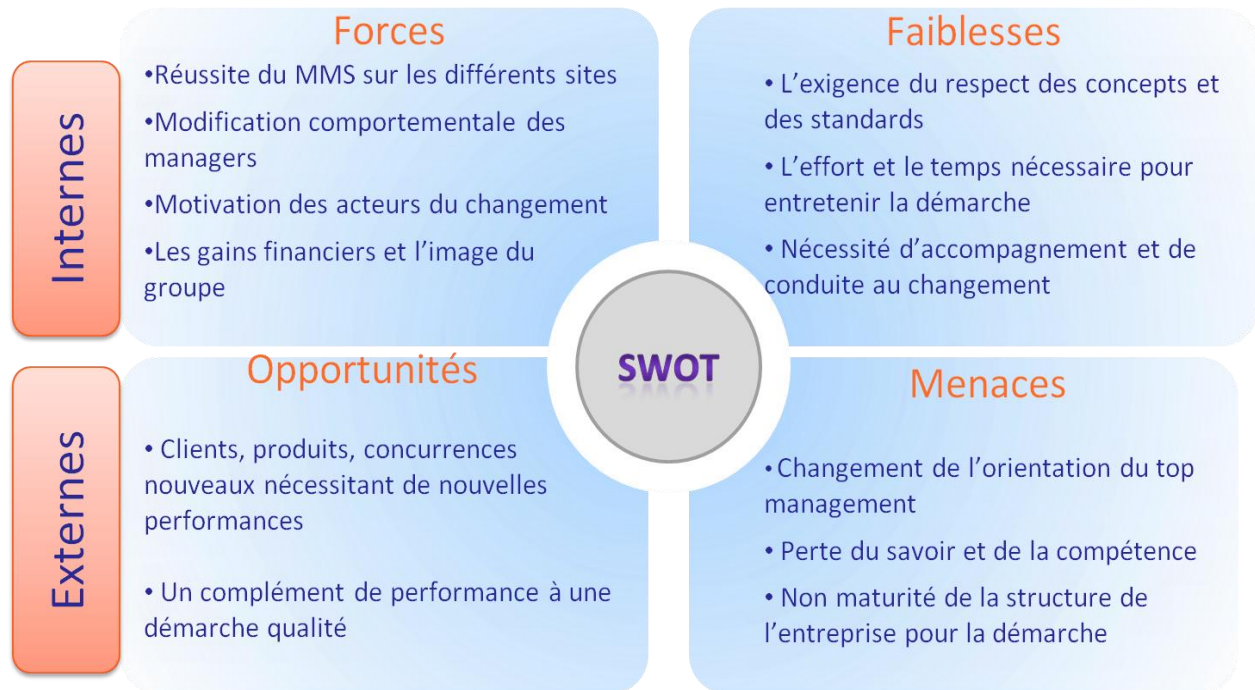 Internes
Forces
•Réussite du MMS sur les différents sites
•Modification comportementale des
managers
•Motivation des acteurs du changement
•Les gains financiers et l'image du
groupe
Faiblesses
• L'exigence du respect des concepts et
des standards
• L'effort et le temps nécessaire pour
entretenir la démarche
• Nécessité d'accompagnement et de
conduite au changement
SWOT
Externes
Opportunités
• Clients, produits, concurrences
nouveaux nécessitant de nouvelles
performances
• Un complément de performance à une
démarche qualité
Menaces
• Changement de l'orientation du top
management
• Perte du savoir et de la compétence
• Non maturité de la structure de
l'entreprise pour la démarche